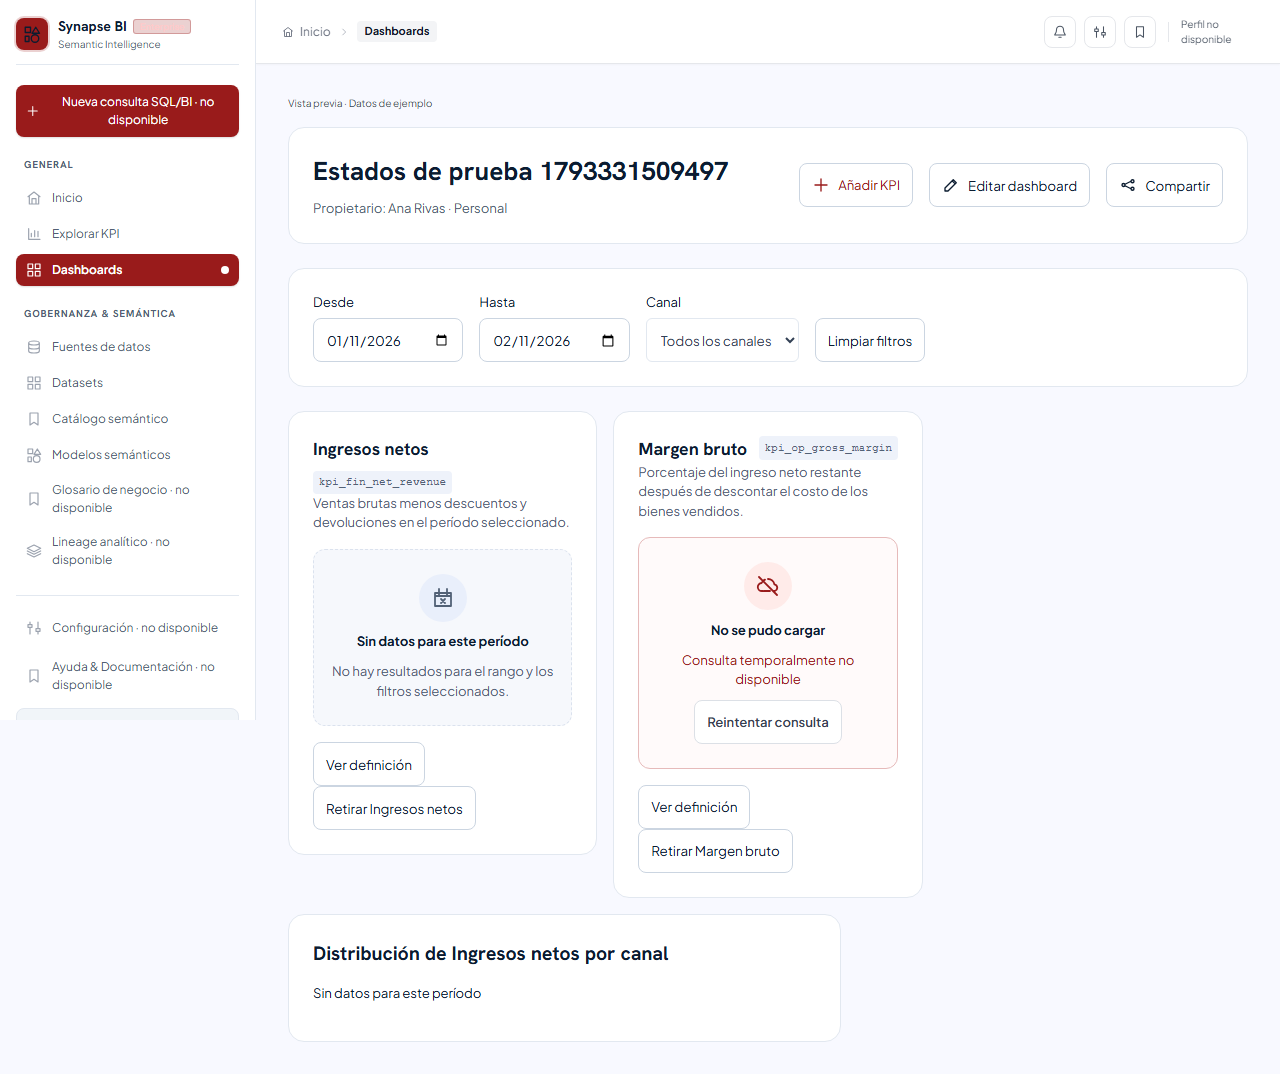 Synapse BI
Semantic Intelligence
Nueva consulta SQL/BI · no
disponible
GENERAL
Inicio
Explorar KPI
Dashboards
GOBERNANZA & SEMÁNTICA
Fuentes de datos
Datasets
Catálogo semántico
Modelos semánticos
Glosario de negocio · no
disponible
Lineage analítico · no
disponible
Configuración · no disponible
Ayuda & Documentación · no
disponible
Inicio
Dashboards
Perfil no
disponible
Vista previa · Datos de ejemplo
Estados de prueba 1793331509497
Propietario: Ana Rivas · Personal
Añadir KPI
Editar dashboard
Compartir
Desde
Hasta
Canal
01/11/2026
02/11/2026
Todos los canales
Limpiar filtros
Ingresos netos
kpi_fin_net_revenue
Ventas brutas menos descuentos y
devoluciones en el período seleccionado.
Sin datos para este período
No hay resultados para el rango y los
filtros seleccionados.
Ver definición
Retirar Ingresos netos
Margen bruto
kpi_op_gross_margin
Porcentaje del ingreso neto restante
después de descontar el costo de los
bienes vendidos.
No se pudo cargar
Consulta temporalmente no
disponible
Reintentar consulta
Ver definición
Retirar Margen bruto
Distribución de Ingresos netos por canal
Sin datos para este período